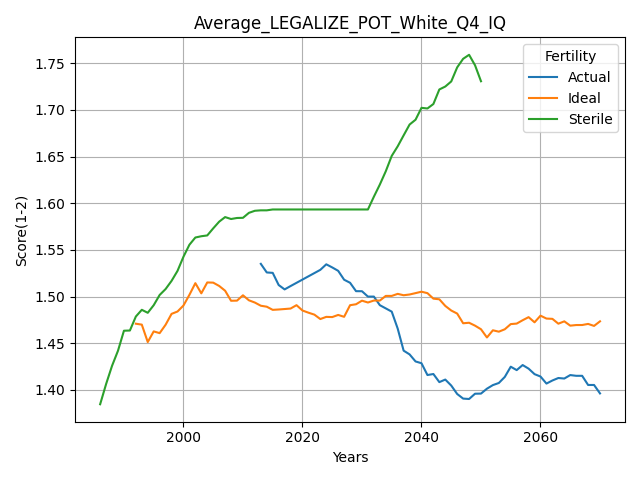 Average_LEGALIZE_POT_White_Q4_IQ
Fertility
Actual
Ideal
Sterile
Score(1-2)
1.75
1.70
1.65
1.60
1.55
1.50
1.45
1.40
2000 2020 2040 2060
Years